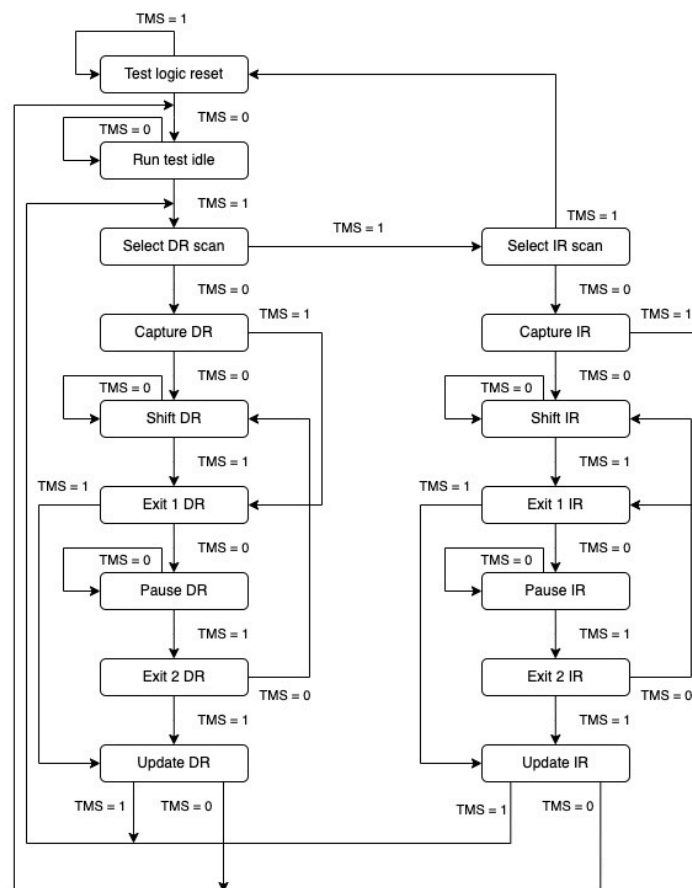 TMS = 1
Test logic reset
TMS = 0
TMS = 0
Run test idle
TMS = 1
TMS = 1
TMS = 1
Select DR scan
Select IR scan
TMS = 0
TMS = 0
TMS = 1
TMS = 1
Capture DR
Capture IR
TMS = 0
TMS = 0
TMS = 0
TMS = 0
Shift DR
Shift IR
TMS = 1
TMS = 1
TMS = 1
TMS = 1
Exit 1 DR
Exit 1 IR
TMS = 0
TMS = 0
TMS = 0
TMS = 0
Pause DR
Pause IR
TMS = 1
TMS = 1
Exit 2 DR
Exit 2 IR
TMS = 0
TMS = 0
TMS = 1
TMS = 1
Update DR
Update IR
TMS = 1
TMS = 0
TMS = 1
TMS = 0